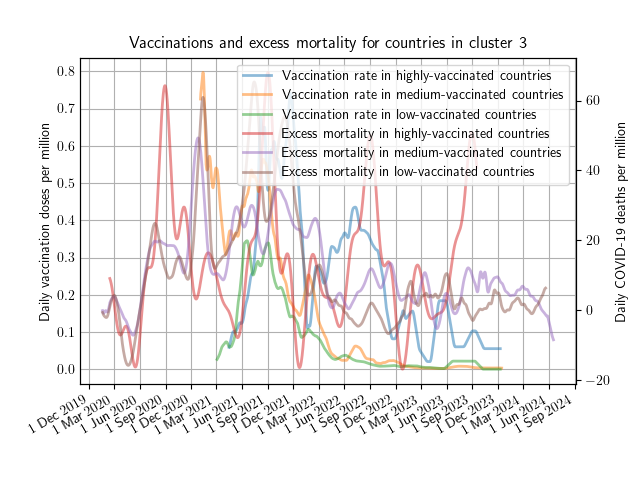 Vaccinations and excess mortality for countries in cluster 3
Vaccination rate in highly-vaccinated countries
Vaccination rate in medium-vaccinated countries
Vaccination rate in low-vaccinated countries
Excess mortality in highly-vaccinated countries
Excess mortality in medium-vaccinated countries
Excess mortality in low-vaccinated countries
Daily vaccination doses per million
0.8
0.7
0.6
0.5
0.4
0.3
0.2
0.1
0.0
Daily COVID-19 deaths per million
60
40
20
0
−20
1 Dec 2019
1 Mar 2020
1 Jun 2020
1 Sep 2020
1 Dec 2020
1 Mar 2021
1 Jun 2021
1 Sep 2021
1 Dec 2021
1 Mar 2022
1 Jun 2022
1 Sep 2022
1 Dec 2022
1 Mar 2023
1 Jun 2023
1 Sep 2023
1 Dec 2023
1 Mar 2024
1 Jun 2024
1 Sep 2024